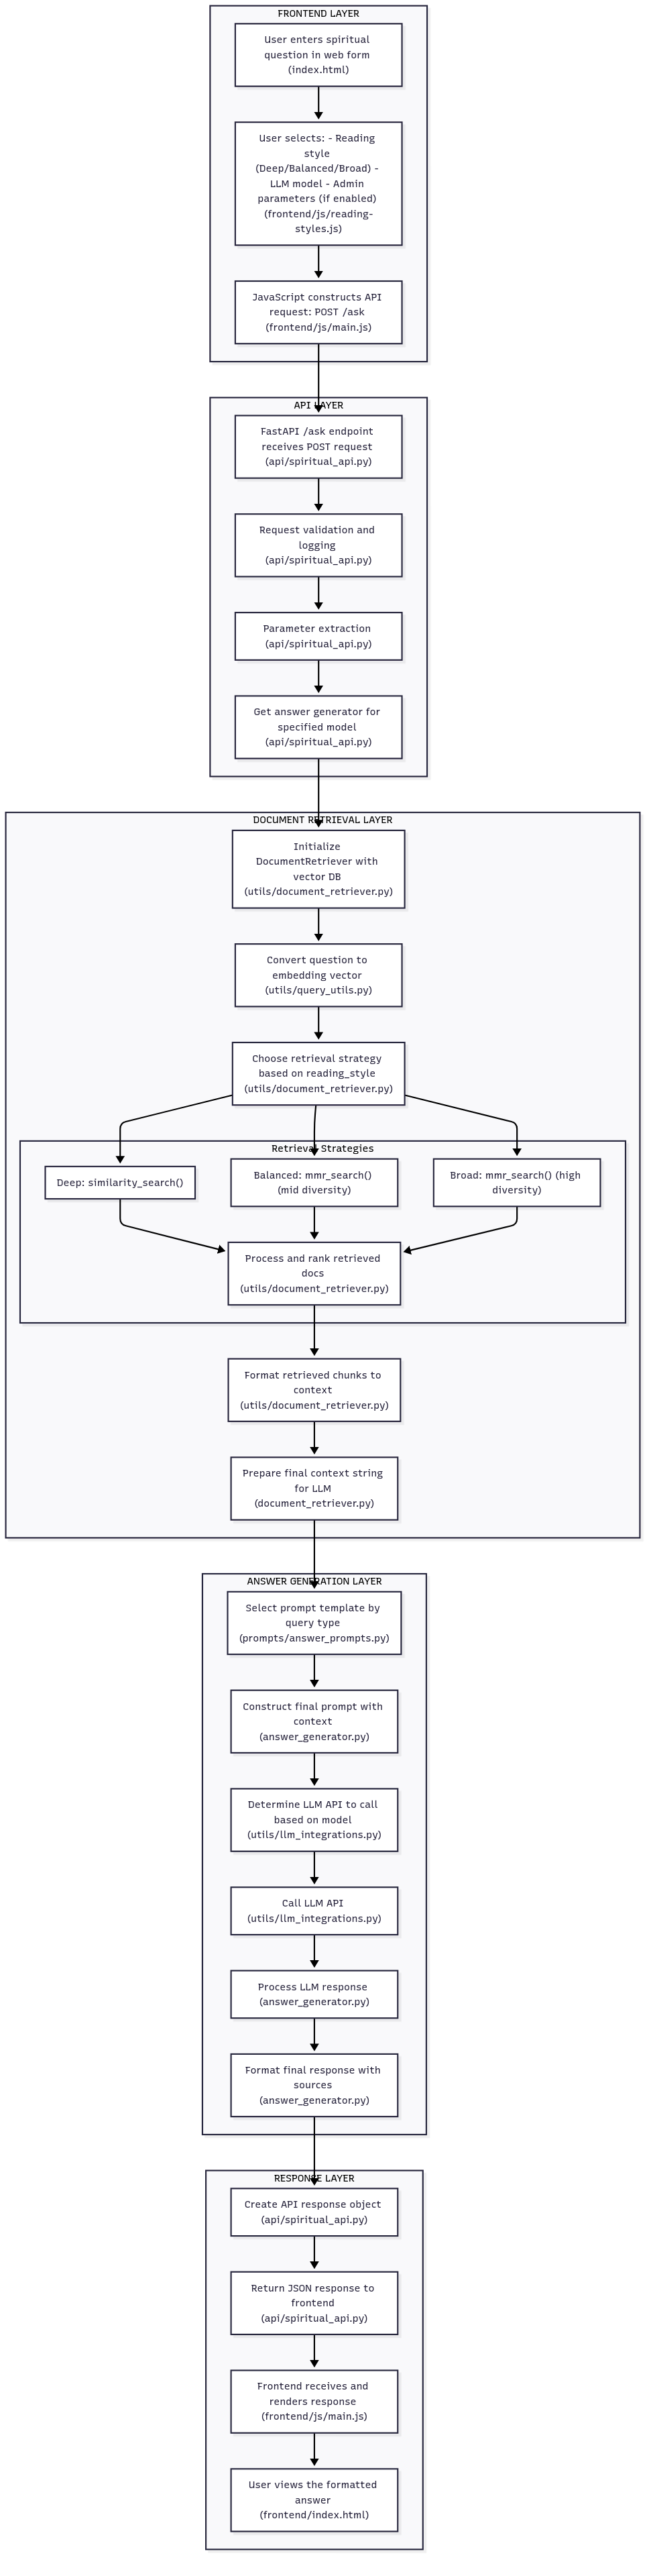 FRONTEND LAYER
User enters spiritual
question in web form
(index.html)
User selects: - Reading
style
(Deep/Balanced/Broad) -
LLM model - Admin
parameters (if enabled)
(frontend/js/reading-
styles.js)
JavaScript constructs API
request: POST /ask
(frontend/js/main.js)
API LAYER
FastAPI /ask endpoint
receives POST request
(api/spiritual_api.py)
Request validation and
logging
(api/spiritual_api.py)
Parameter extraction
(api/spiritual_api.py)
Get answer generator for
specified model
(api/spiritual_api.py)
DOCUMENT RETRIEVAL LAYER
Initialize
DocumentRetriever with
vector DB
(utils/document_retriever.py)
Convert question to
embedding vector
(utils/query_utils.py)
Choose retrieval strategy
based on reading_style
(utils/document_retriever.py)
Retrieval Strategies
Deep: similarity_search()
Balanced: mmr_search()
(mid diversity)
Broad: mmr_search() (high
diversity)
Process and rank retrieved
docs
(utils/document_retriever.py)
Format retrieved chunks to
context
(utils/document_retriever.py)
Prepare final context string
for LLM
(document_retriever.py)
ANSWER GENERATION LAYER
Select prompt template by
query type
(prompts/answer_prompts.py)
Construct final prompt with
context
(answer_generator.py)
Determine LLM API to call
based on model
(utils/llm_integrations.py)
Call LLM API
(utils/llm_integrations.py)
Process LLM response
(answer_generator.py)
Format final response with
sources
(answer_generator.py)
RESPONSE LAYER
Create API response object
(api/spiritual_api.py)
Return JSON response to
frontend
(api/spiritual_api.py)
Frontend receives and
renders response
(frontend/js/main.js)
User views the formatted
answer
(frontend/index.html)